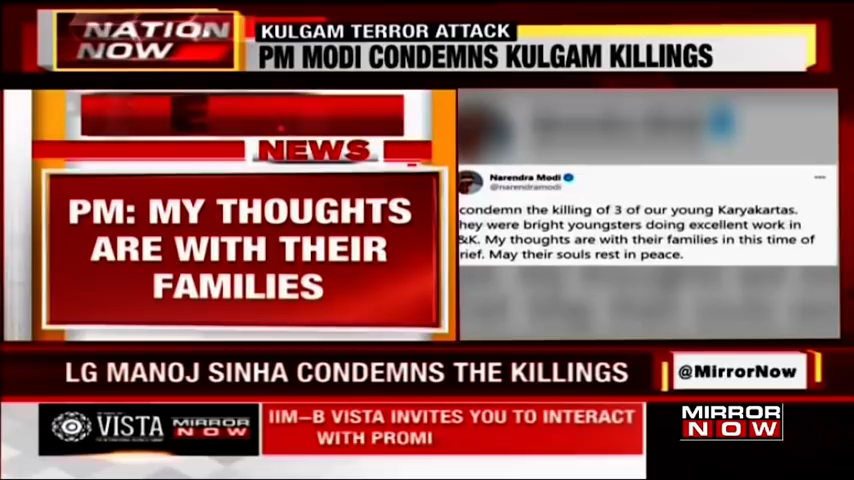 NATION
NOW
KULGAM TERROR ATTACK
PM MODI CONDEMNS KULGAM KILLINGS
NEWS
PM: MY THOUGHTS
ARE WITH THEIR
FAMILIES
Narendra Modi
@narendramodi
condemn the killing of 3 of our young Karyakartas.
hey were bright youngsters doing excellent work in
&K. My thoughts are with their families in this time of
rief. May their souls rest in peace.
LG MANOJ SINHA CONDEMNS THE KILLINGS
@MirrorNow
VISTA
MIRROR
NOW
IIM–B VISTA INVITES YOU TO INTERACT
WITH PROMI
MIRROR
NOW